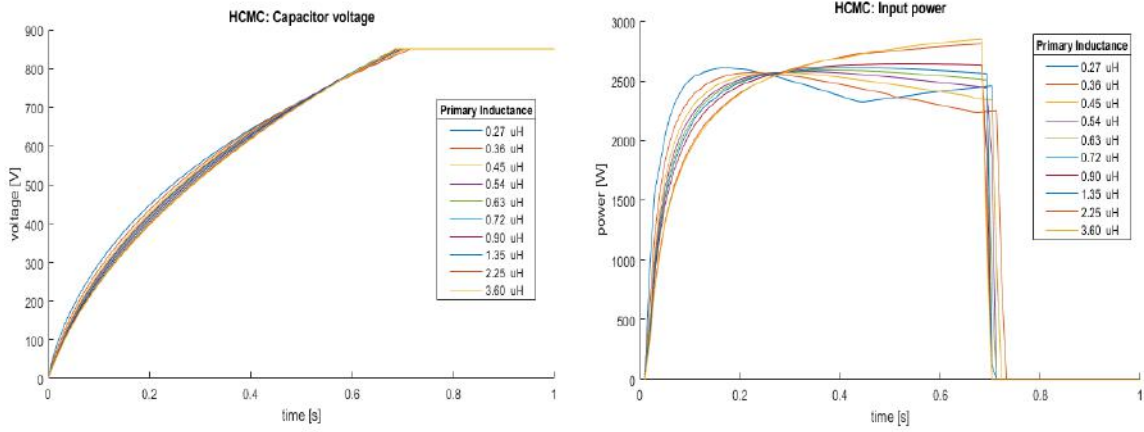 HCMC: Capacitor voltage
900
800
700
600
500
400
300
200
100
0
voltage [V]
0 0.2 0.4 0.6 0.8 1
time [s]
Primary Inductance
0.27 uH
0.36 uH
0.45 uH
0.54 uH
0.63 uH
0.72 uH
0.90 uH
1.35 uH
2.25 uH
3.60 uH
HCMC: Input power
3000
2500
2000
1500
1000
500
0
power [W]
0 0.2 0.4 0.6 0.8 1
time [s]
Primary Inductance
0.27 uH
0.36 uH
0.45 uH
0.54 uH
0.63 uH
0.72 uH
0.90 uH
1.35 uH
2.25 uH
3.60 uH